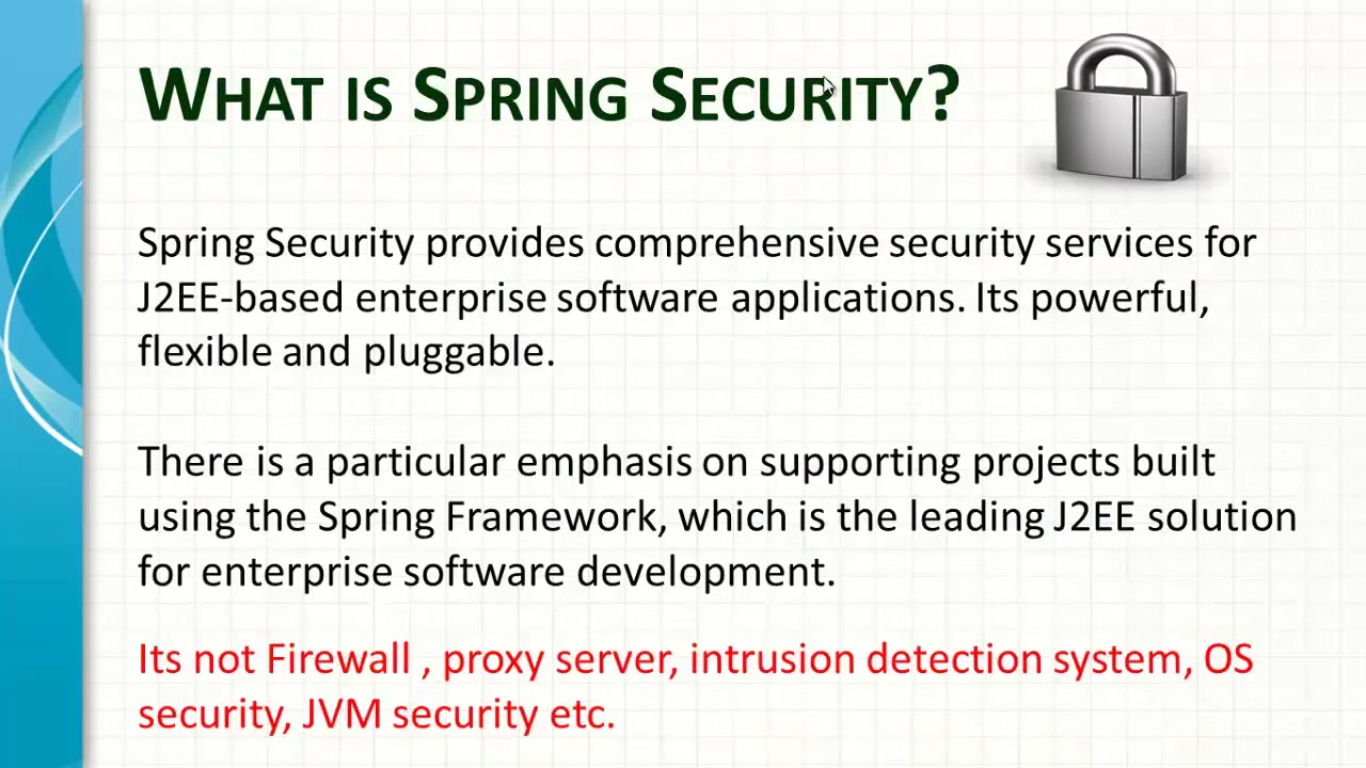 What is Spring Security?
Spring Security provides comprehensive security services for
J2EE-based enterprise software applications. Its powerful,
flexible and pluggable.
There is a particular emphasis on supporting projects built
using the Spring Framework, which is the leading J2EE solution
for enterprise software development.
Its not Firewall , proxy server, intrusion detection system, OS
security, JVM security etc.